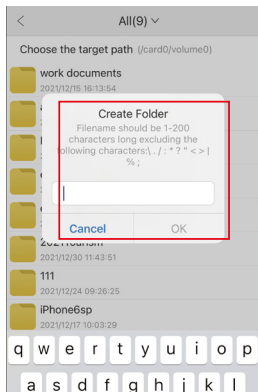 All(9)
Choose the target path (/card0/volume0)
work documents
2021/12/15 16:13:54
Create Folder
Filename should be 1-200
characters long excluding the
following characters:\ . / : * ? " < > |
% ;
Cancel
OK
2021/12/30 11:43:51
111
2021/12/24 09:26:25
iPhone6sp
2021/12/17 10:03:29
q w e r t y u i o p
a s d f g h j k l